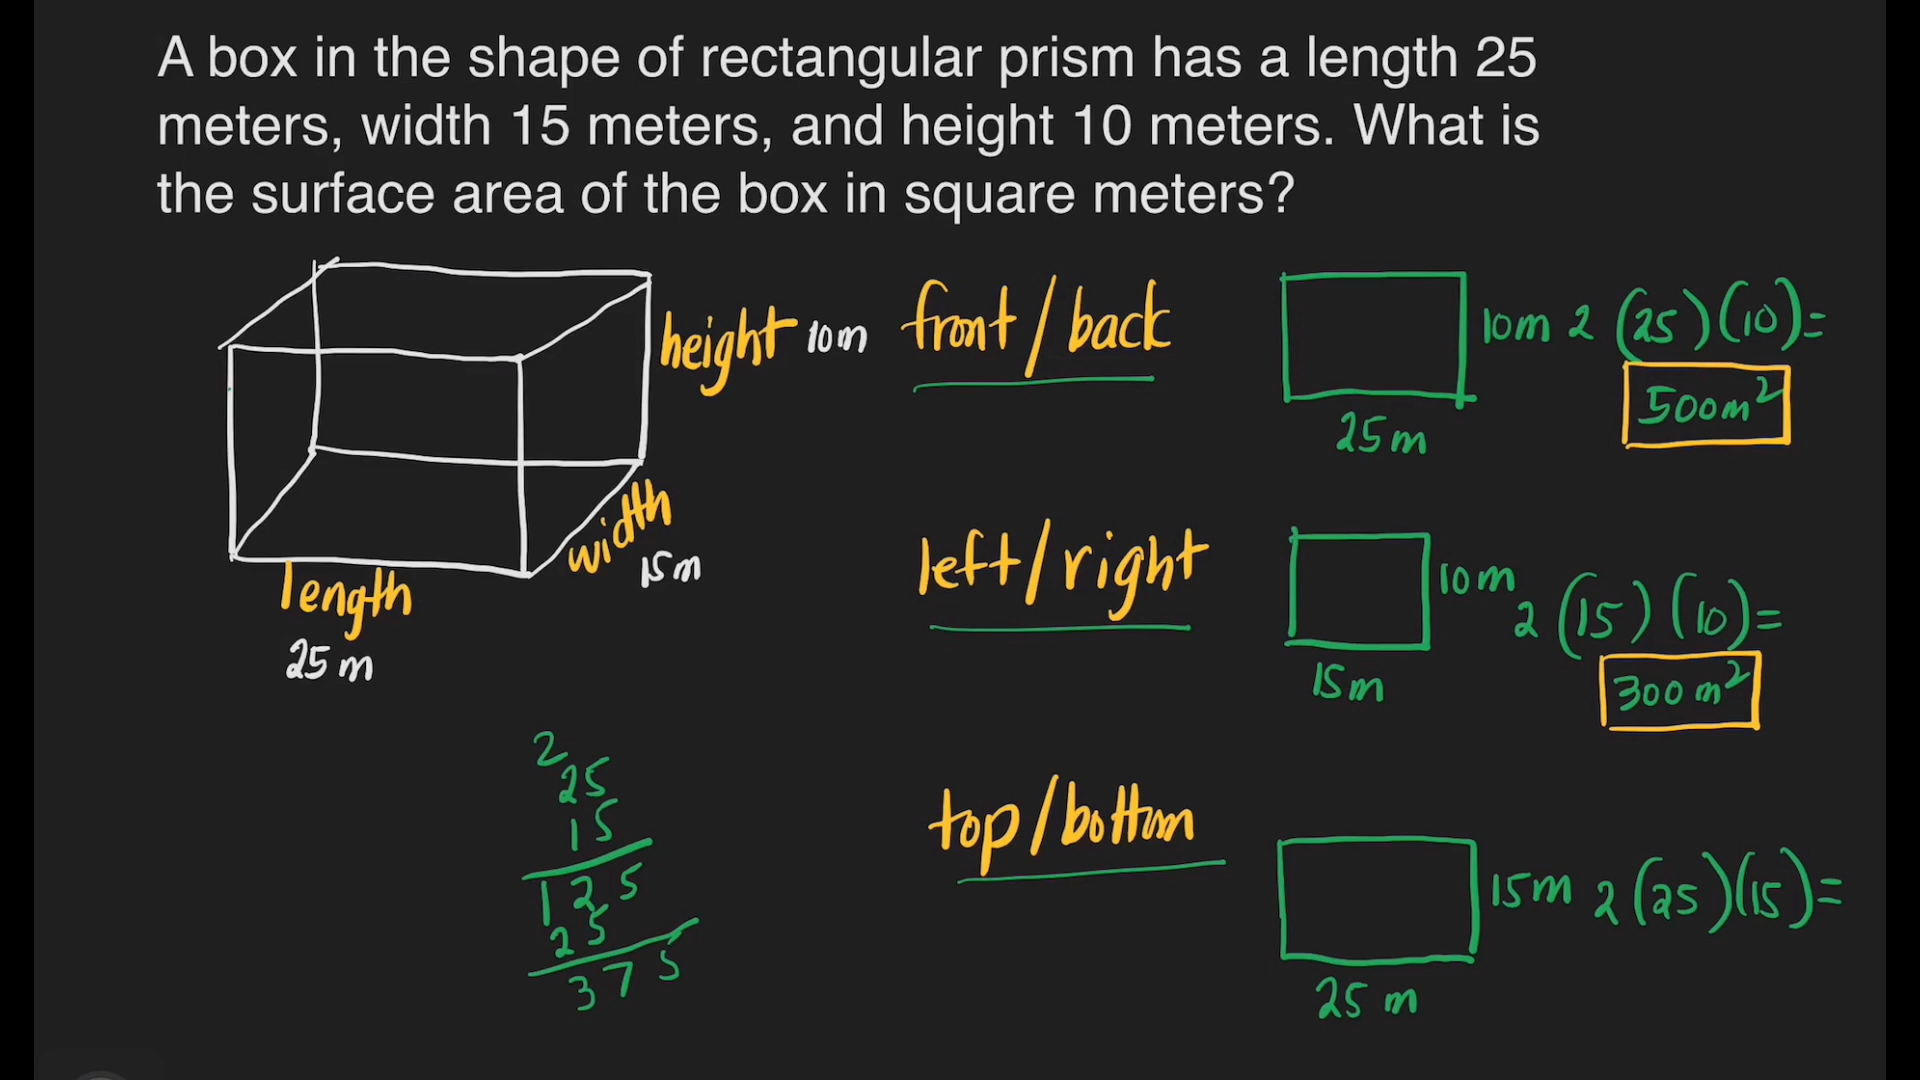 A box in the shape of rectangular prism has a length 25
meters, width 15 meters, and height 10 meters. What is
the surface area of the box in square meters?
height 10m
width
15m
length
25 m
front/back
10m 2 (25)(10)=
500m²
25m
left/right
10m
2 (15)(10)=
300 m²
15m
2
25
15
125
25
375
top/bottom
15m 2 (25)(15)=
25 m